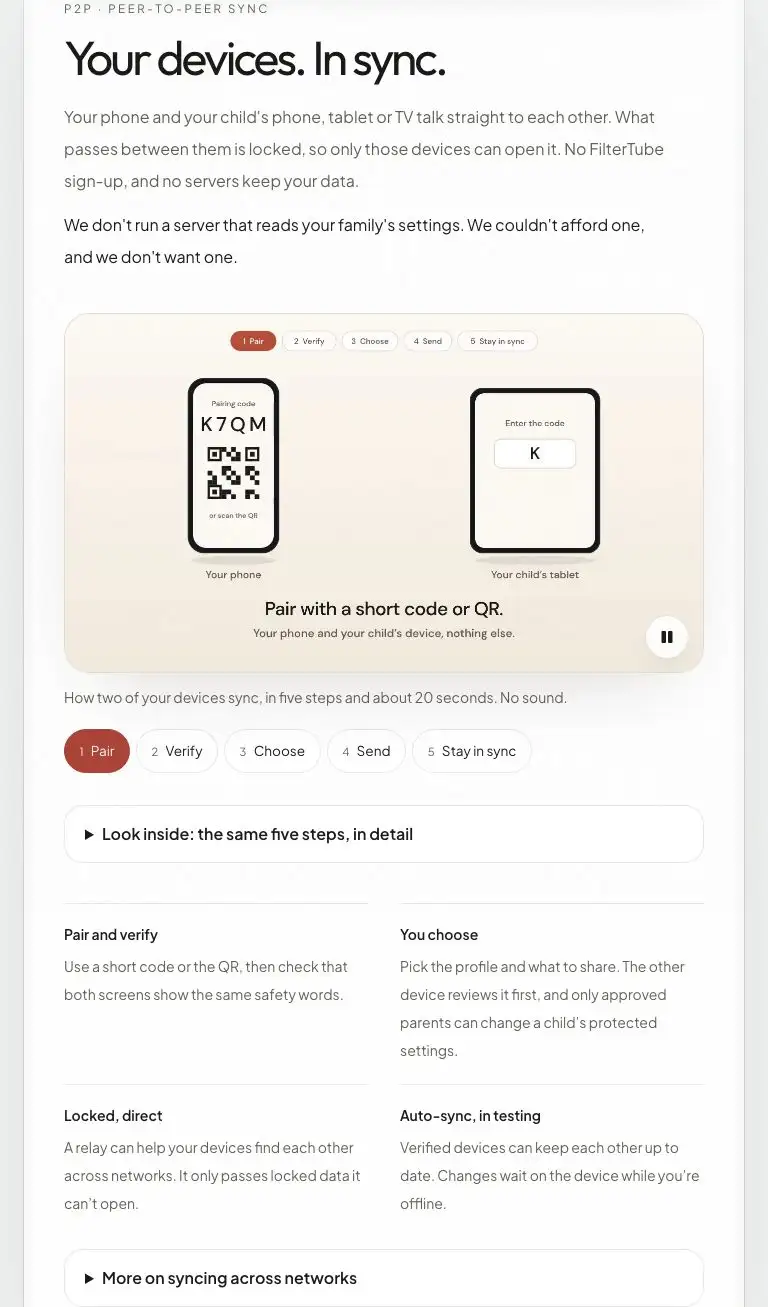 P2P · PEER-TO-PEER SYNC
Your devices. In sync.
Your phone and your child's phone, tablet or TV talk straight to each other. What
passes between them is locked, so only those devices can open it. No FilterTube
sign-up, and no servers keep your data.
We don't run a server that reads your family's settings. We couldn't afford one,
and we don't want one.
1 Pair
2 Verify
3 Choose
4 Send
5 Stay in sync
Pairing code
K7QM
or scan the QR
Your phone
Enter the code
K
Your child's tablet
Pair with a short code or QR.
Your phone and your child's device, nothing else.
How two of your devices sync, in five steps and about 20 seconds. No sound.
1 Pair
2 Verify
3 Choose
4 Send
5 Stay in sync
Look inside: the same five steps, in detail
Pair and verify
Use a short code or the QR, then check that
both screens show the same safety words.
You choose
Pick the profile and what to share. The other
device reviews it first, and only approved
parents can change a child's protected
settings.
Locked, direct
A relay can help your devices find each other
across networks. It only passes locked data it
can't open.
Auto-sync, in testing
Verified devices can keep each other up to
date. Changes wait on the device while you're
offline.
More on syncing across networks